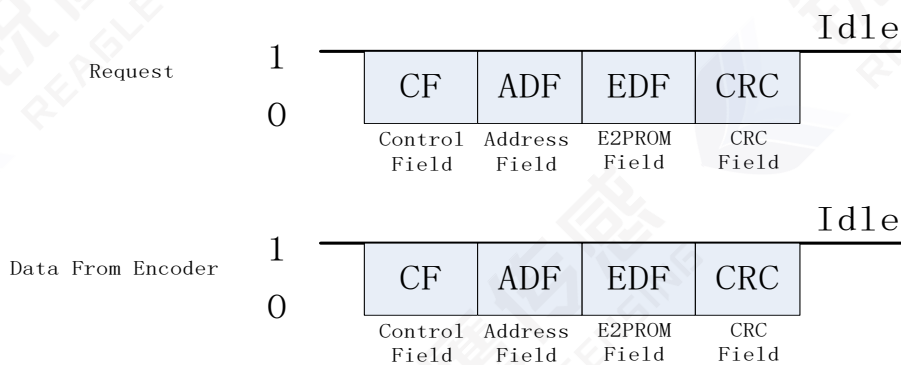 Idle
Request
1
0
CF ADF EDF CRC
Control Address E2PROM CRC
Field Field Field Field
Idle
Data From Encoder
1
0
CF ADF EDF CRC
Control Address E2PROM CRC
Field Field Field Field